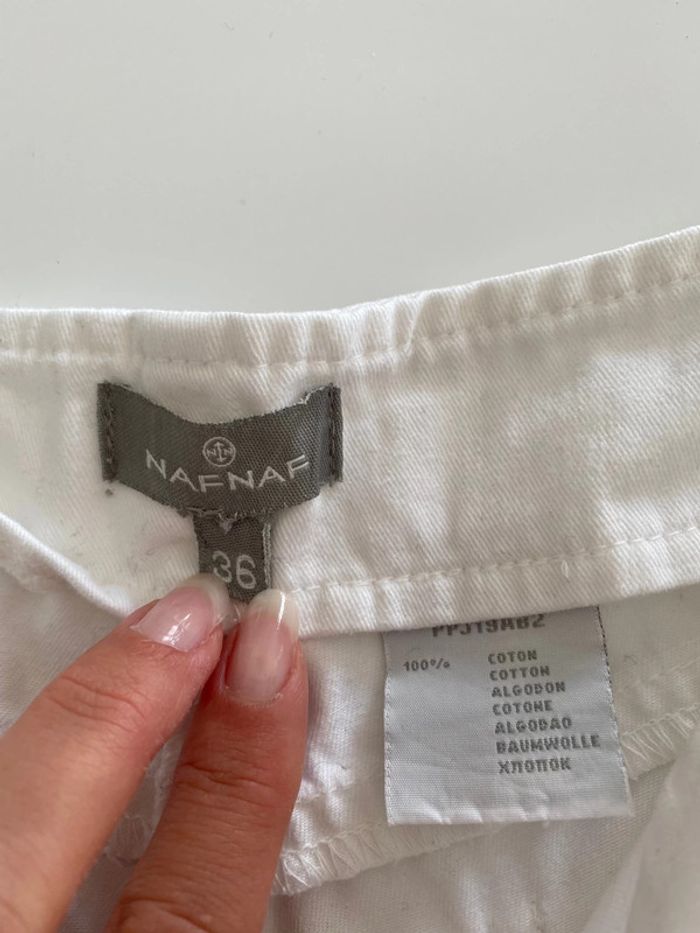 NAFNAF
36
PPJ19AB2
100% COTON
COTTON
ALGODON
COTONE
ALGODAO
BAUMWOLLE
ХЛОПОК